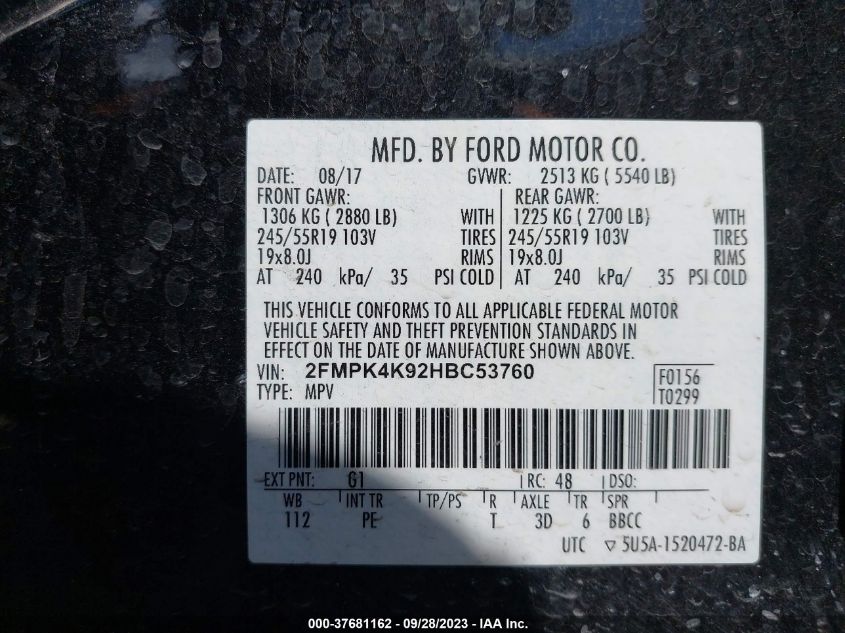 MFD. BY FORD MOTOR CO.
DATE: 08/17 GVWR: 2513 KG ( 5540 LB)
FRONT GAWR: REAR GAWR:
1306 KG ( 2880 LB) WITH 1225 KG ( 2700 LB) WITH
245/55R19 103V TIRES 245/55R19 103V TIRES
19x8.0J RIMS 19x8.0J RIMS
AT 240 kPa/ 35 PSI COLD AT 240 kPa/ 35 PSI COLD
THIS VEHICLE CONFORMS TO ALL APPLICABLE FEDERAL MOTOR
VEHICLE SAFETY AND THEFT PREVENTION STANDARDS IN
EFFECT ON THE DATE OF MANUFACTURE SHOWN ABOVE.
VIN: 2FMPK4K92HBC53760 F0156
TYPE: MPV T0299
EXT PNT: G1 RC: 48 DSO:
WB INT TR TP/PS R AXLE TR SPR
112 PE T 3D 6 BBCC
UTC ▽ 5U5A-1520472-BA
000-37681162 - 09/28/2023 - IAA Inc.